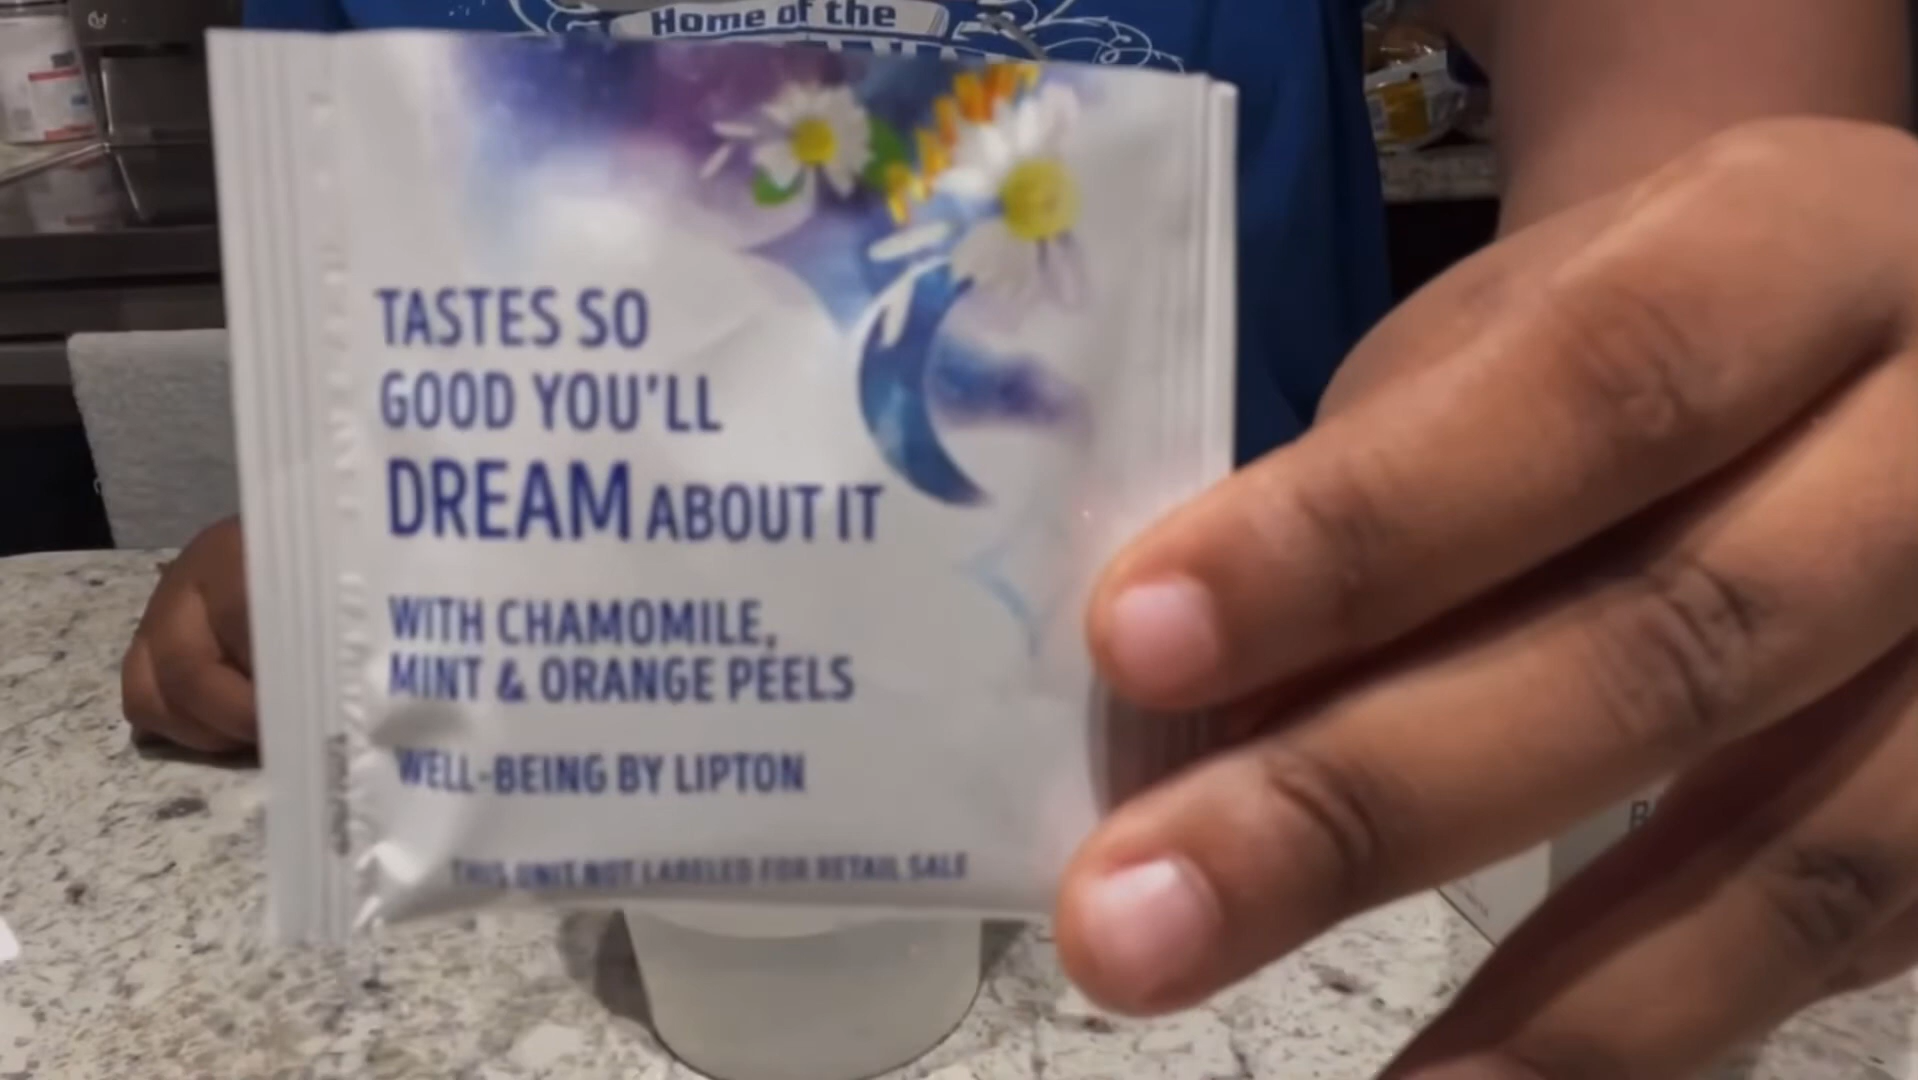 Home of the
TASTES SO
GOOD YOU'LL
DREAM ABOUT IT
WITH CHAMOMILE,
MINT & ORANGE PEELS
WELL-BEING BY LIPTON
THIS UNIT NOT LABELED FOR RETAIL SALE